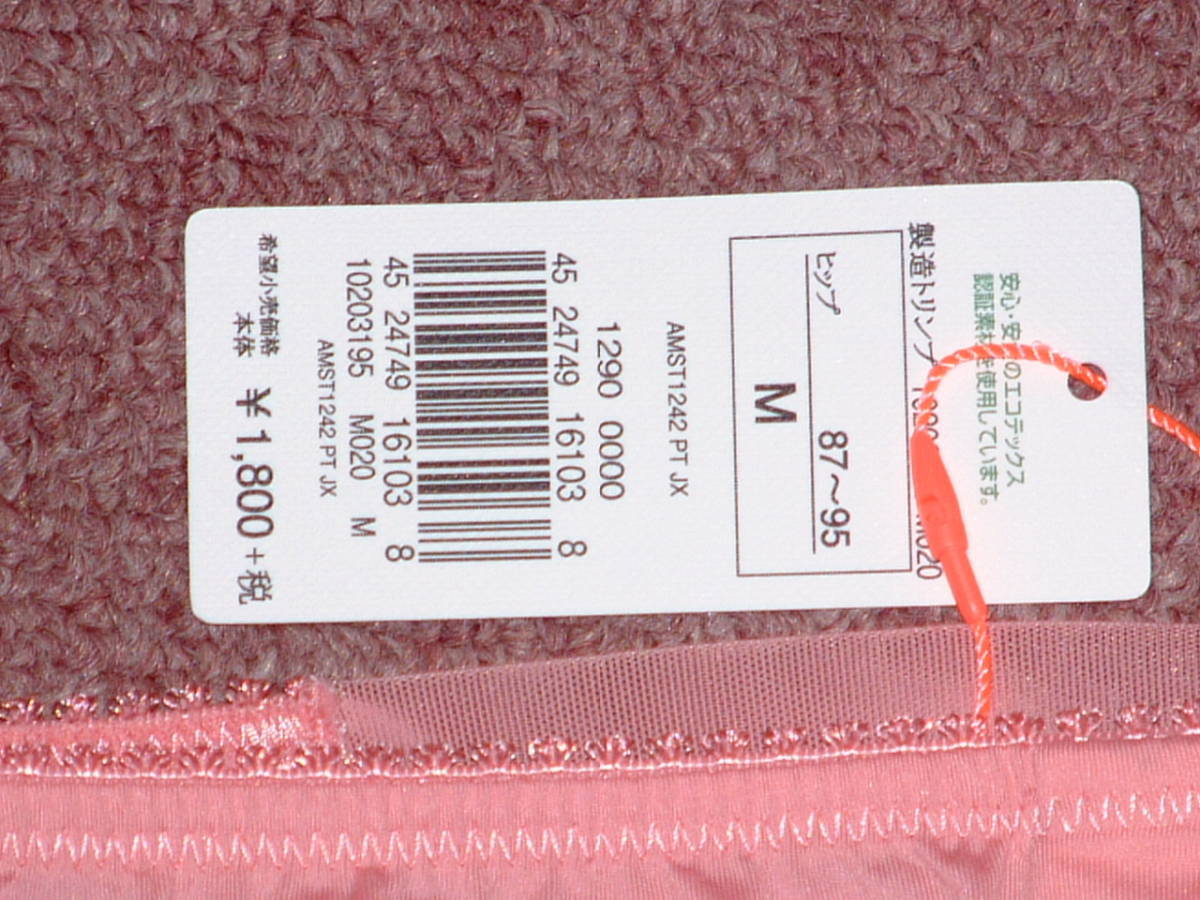 安心・安 のエコテックス
認証素材を使用しています。
製造トリンプ M020
ヒップ 87～95
M
AMST1242 PT JX
1290 0000
45 24749 16103 8
45 24749 16103 8
10203195 M020 M
AMST1242 PT JX
希望小売価格
本体 ¥1,800+税